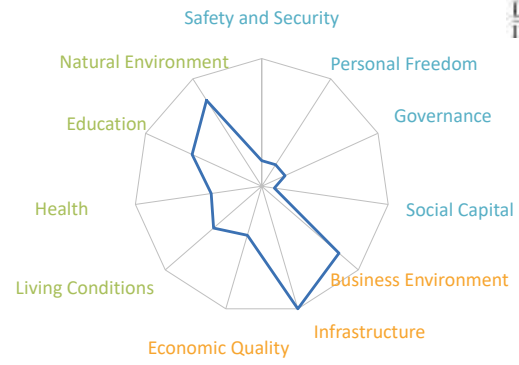 Safety and Security
Natural Environment
Personal Freedom
Education
Governance
Health
Social Capital
Living Conditions
Business Environment
Economic Quality
Infrastructure